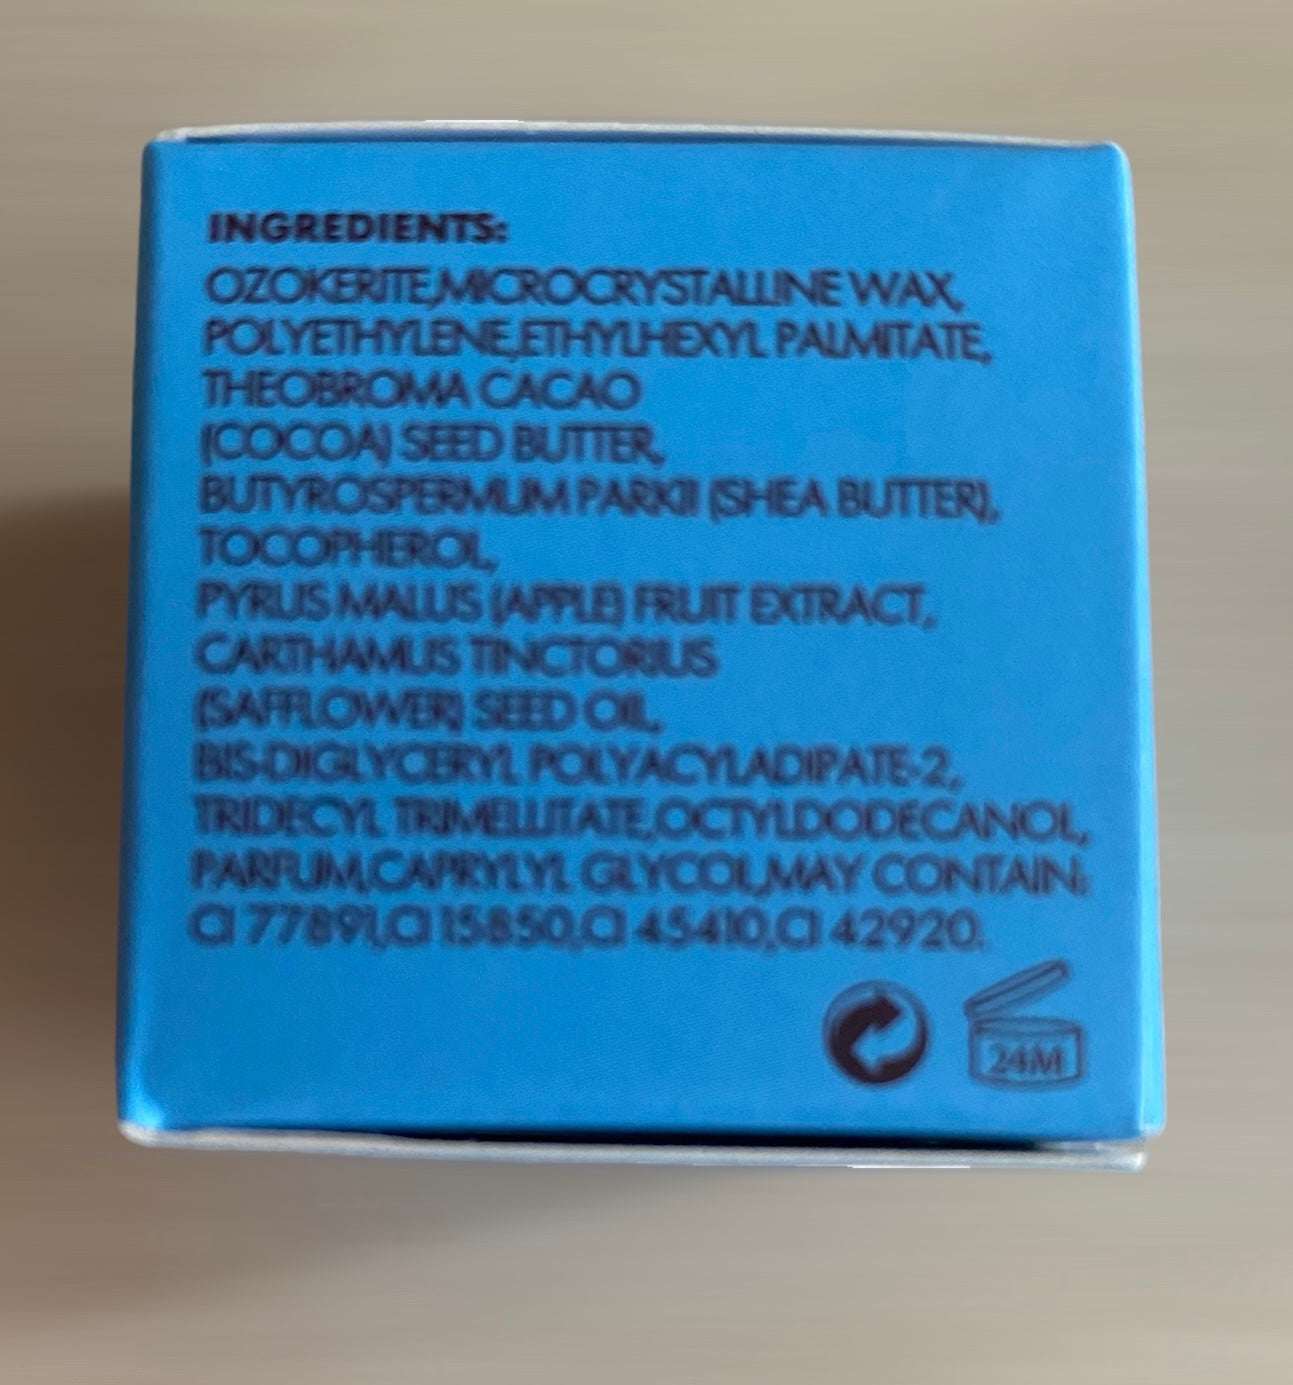 INGREDIENTS:
OZOKERITE,MICROCRYSTALLINE WAX,
POLYETHYLENE,ETHYLHEXYL PALMITATE,
THEOBROMA CACAO
(COCOA) SEED BUTTER,
BUTYROSPERMUM PARKII (SHEA BUTTER),
TOCOPHEROL,
PYRUS MALUS (APPLE) FRUIT EXTRACT,
CARTHAMUS TINCTORIUS
(SAFFLOWER) SEED OIL,
BIS-DIGLYCERYL POLYACYLADIPATE-2,
TRIDECYL TRIMELLITATE,OCTYLDODECANOL,
PARFUM,CAPRYLYL GLYCOL,MAY CONTAIN:
CI 77891,CI 15850,CI 45410,CI 42920.
24M